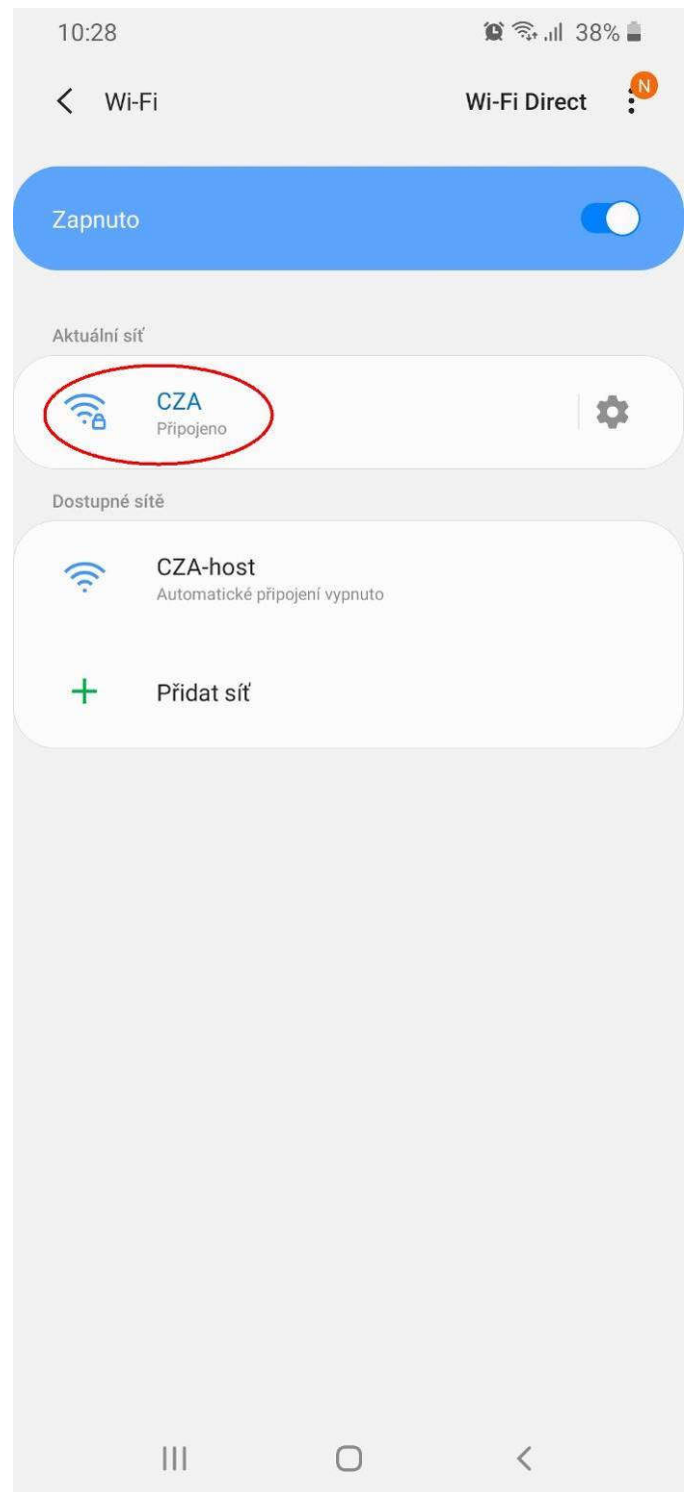 10:28 38%
Wi-Fi Wi-Fi Direct N
Zapnuto
Aktuální síť
CZA
Připojeno
Dostupné sítě
CZA-host
Automatické připojení vypnuto
Přidat síť